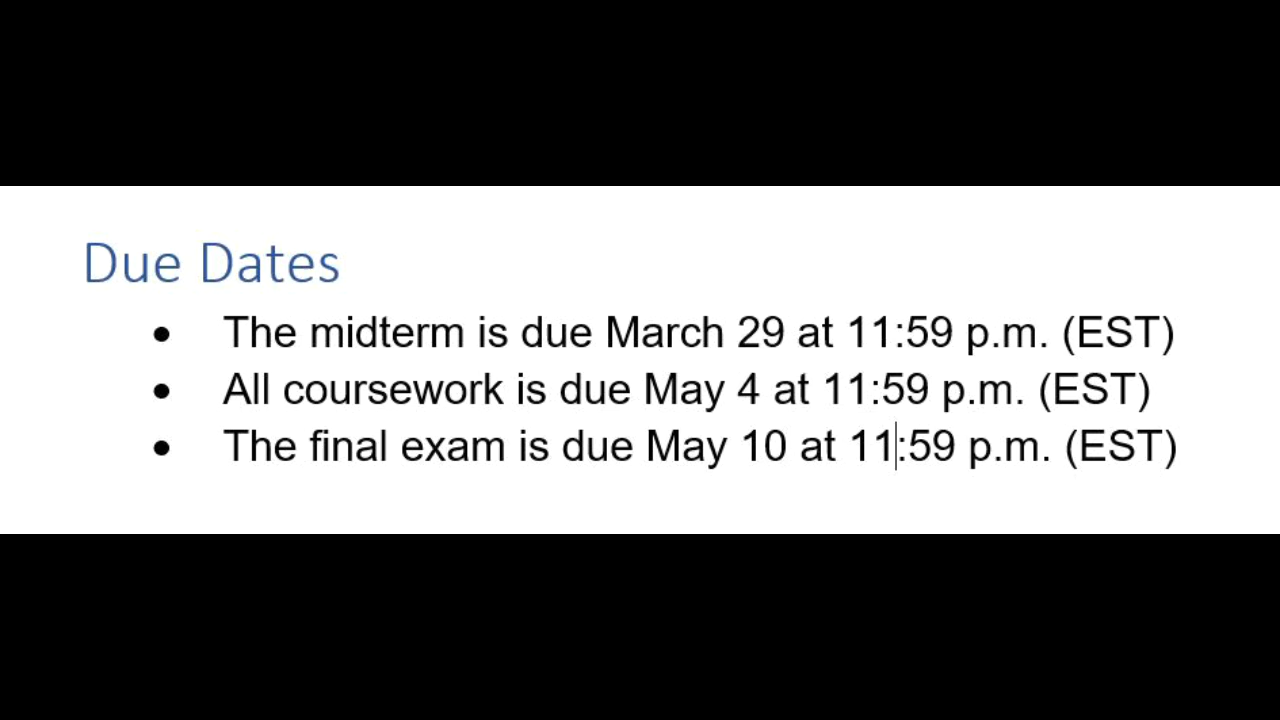 Due Dates
• The midterm is due March 29 at 11:59 p.m. (EST)
• All coursework is due May 4 at 11:59 p.m. (EST)
• The final exam is due May 10 at 11:59 p.m. (EST)